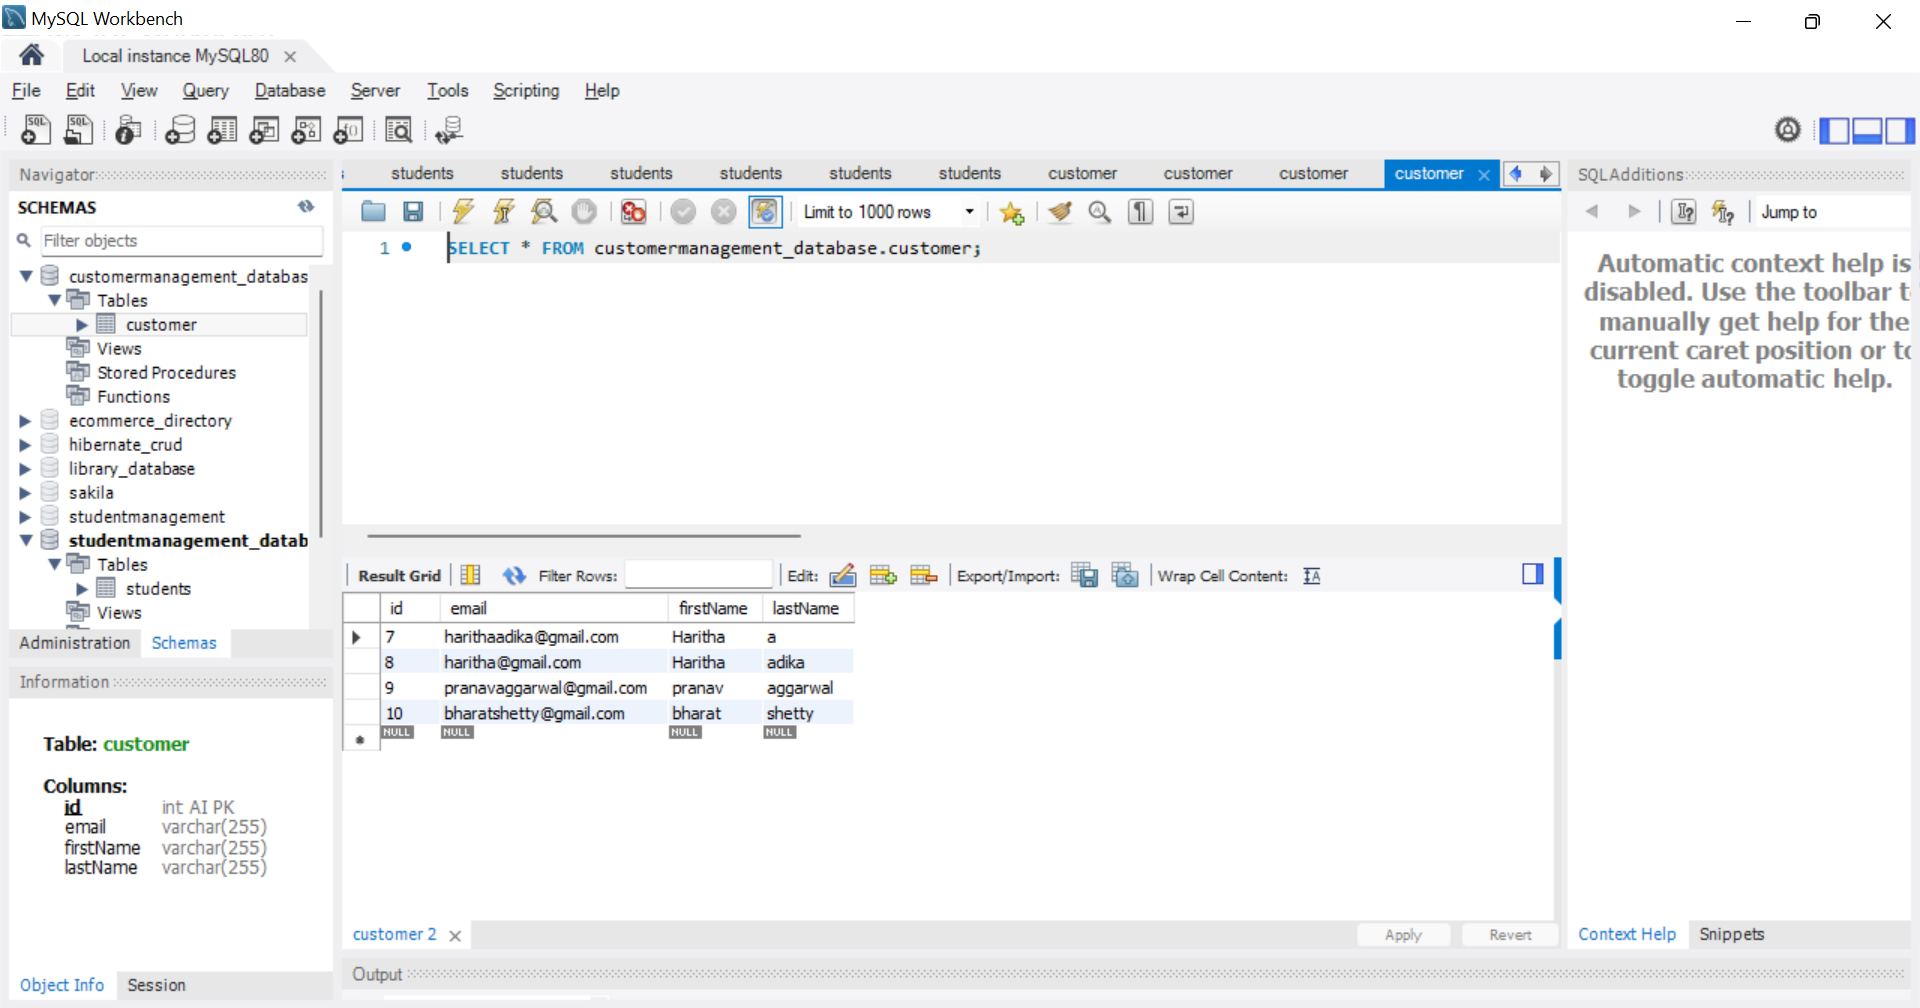 MySQL Workbench
Local instance MySQL80
File Edit View Query Database Server Tools Scripting Help
Navigator
SCHEMAS
Filter objects
customermanagement_databas
Tables
customer
Views
Stored Procedures
Functions
ecommerce_directory
hibernate_crud
library_database
sakila
studentmanagement
studentmanagement_datab
Tables
students
Views
Administration Schemas
Information
Table: customer
Columns:
id int AI PK
email varchar(255)
firstName varchar(255)
lastName varchar(255)
Object Info Session
students students students students students students customer customer customer customer
Limit to 1000 rows
1 SELECT * FROM customermanagement_database.customer;
Result Grid Filter Rows: Edit: Export/Import: Wrap Cell Content:
id email firstName lastName
7 harithaadika@gmail.com Haritha a
8 haritha@gmail.com Haritha adika
9 pranavaggarwal@gmail.com pranav aggarwal
10 bharatshetty@gmail.com bharat shetty
NULL NULL NULL NULL
customer 2 Apply Revert
Output
SQLAdditions
Jump to
Automatic context help is
disabled. Use the toolbar t
manually get help for the
current caret position or to
toggle automatic help.
Context Help Snippets